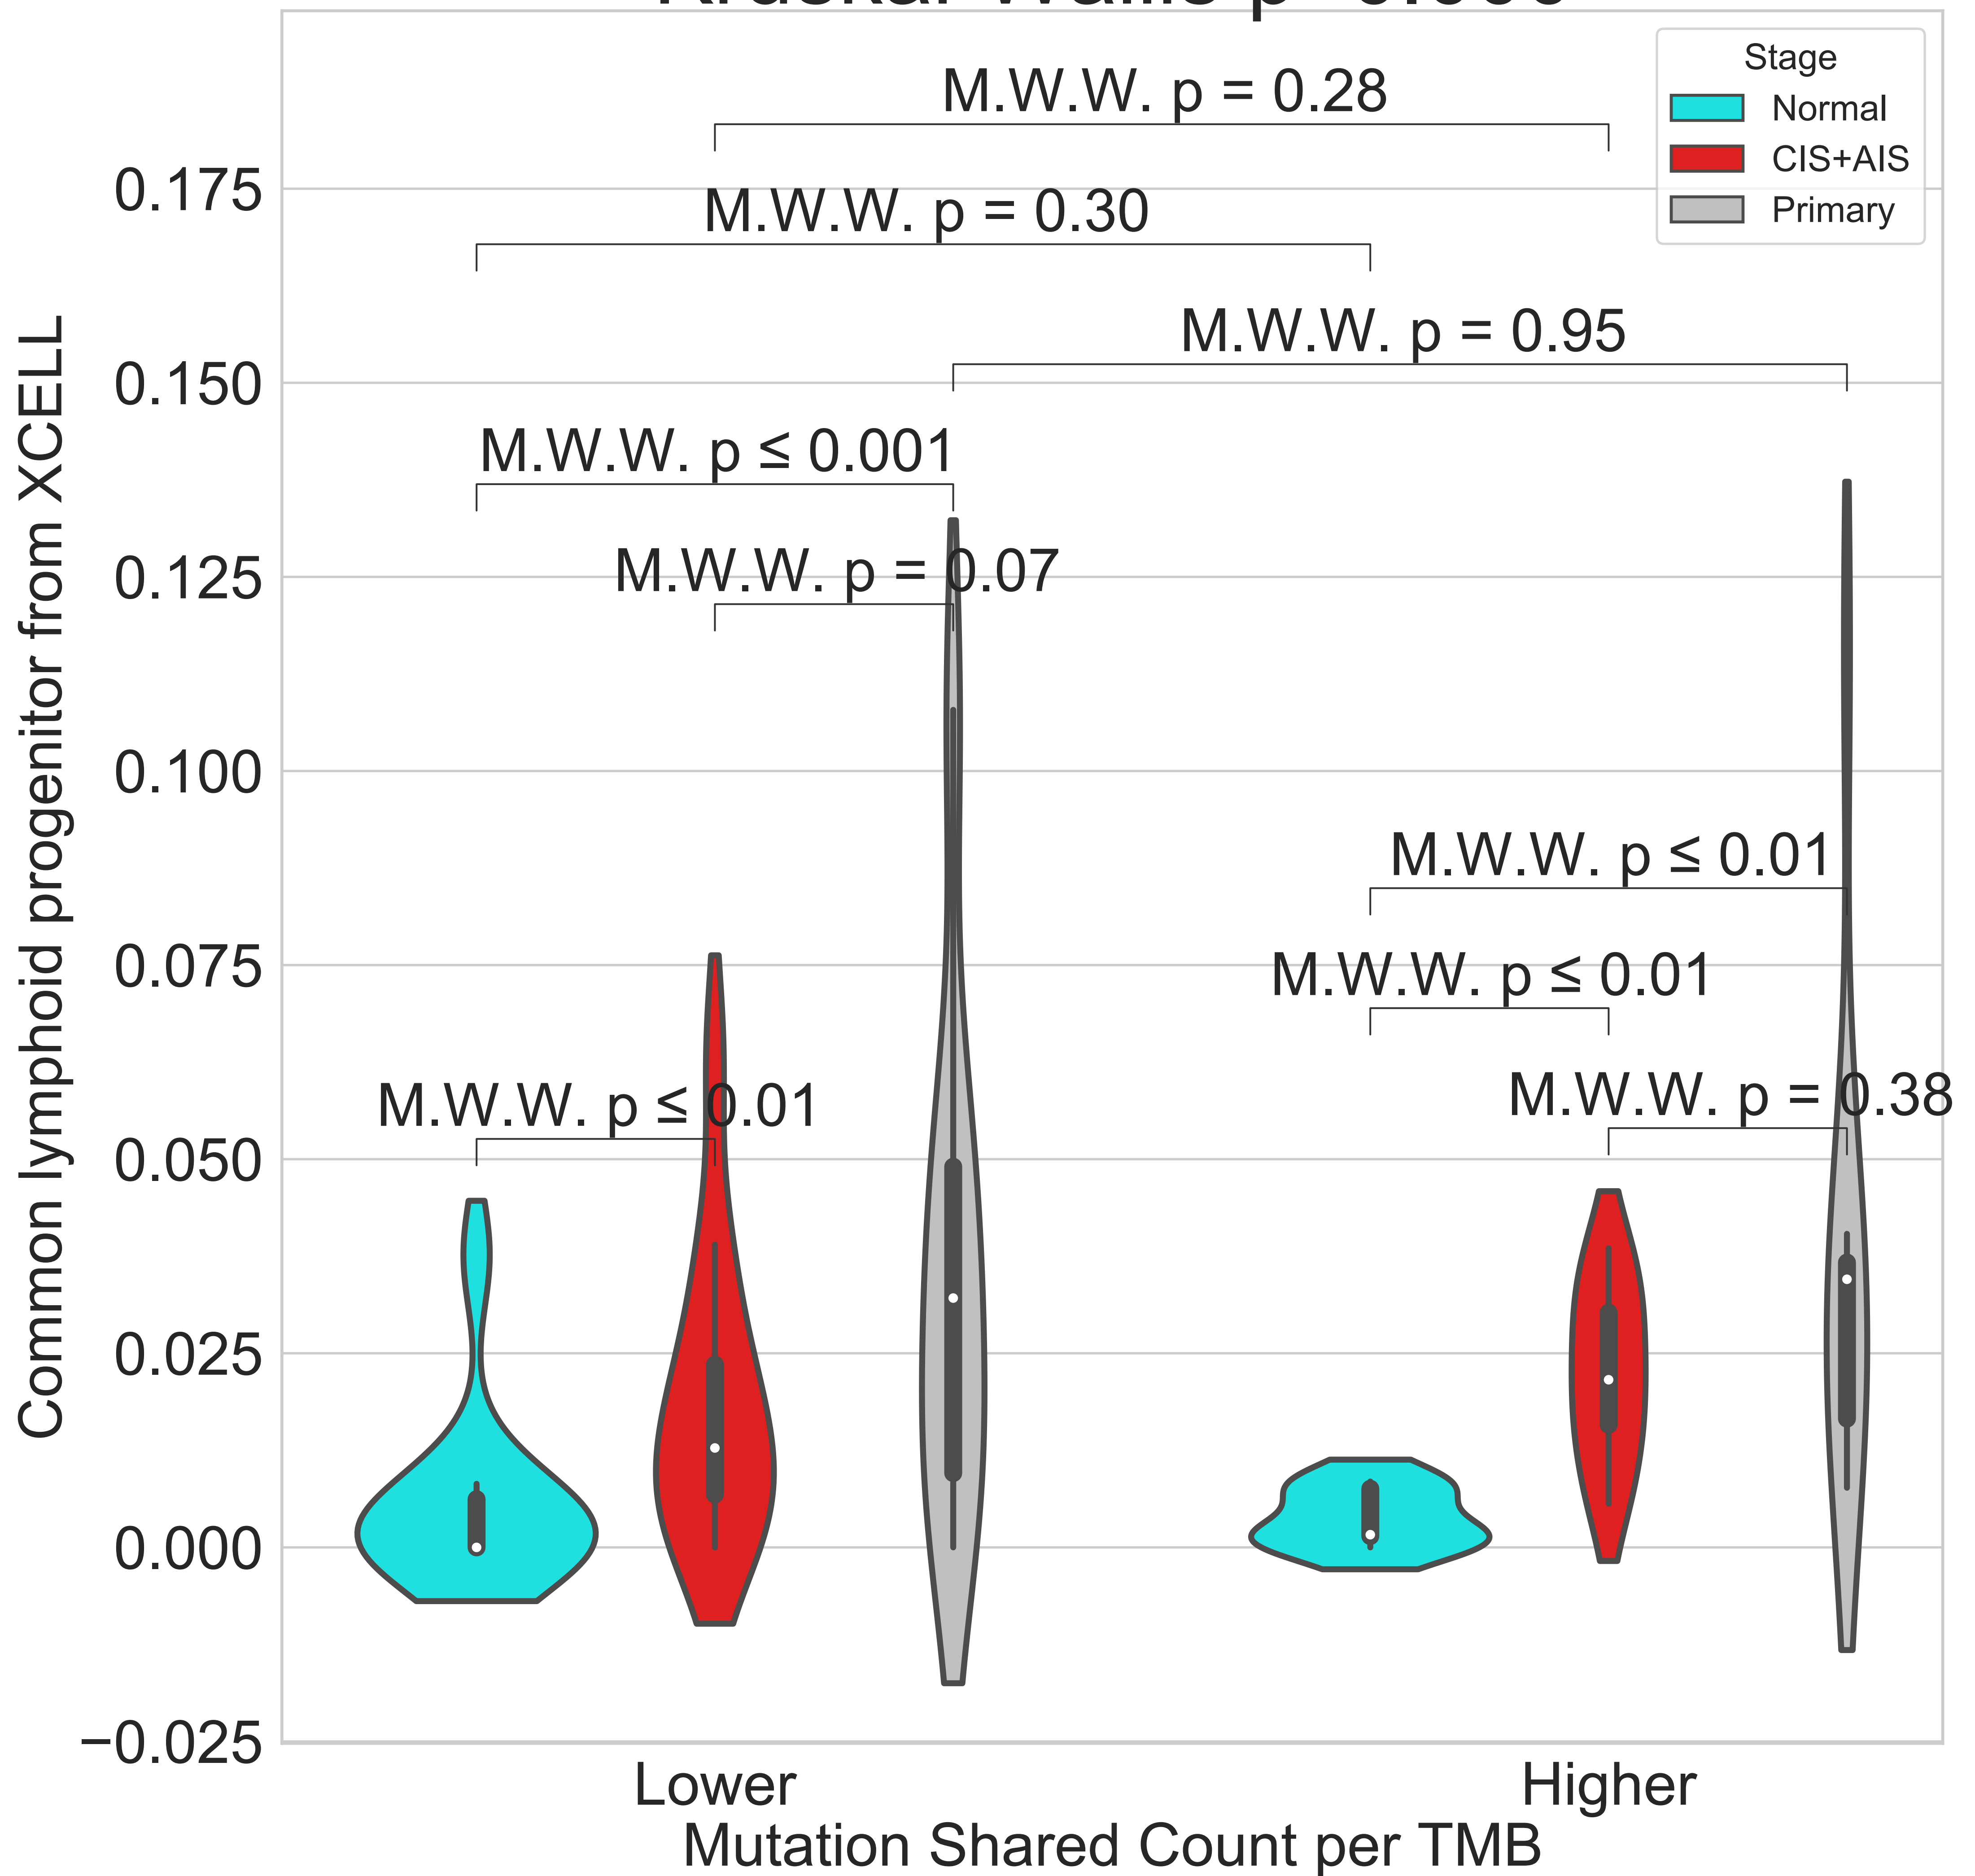 Stage
Normal
CIS+AIS
Primary
M.W.W. p = 0.28
M.W.W. p = 0.30
M.W.W. p = 0.95
M.W.W. p ≤ 0.001
M.W.W. p = 0.07
M.W.W. p ≤ 0.01
M.W.W. p ≤ 0.01
M.W.W. p = 0.38
M.W.W. p ≤ 0.01
0.175
0.150
0.125
0.100
0.075
0.050
0.025
0.000
−0.025
Common lymphoid progenitor from XCELL
Lower
Higher
Mutation Shared Count per TMB